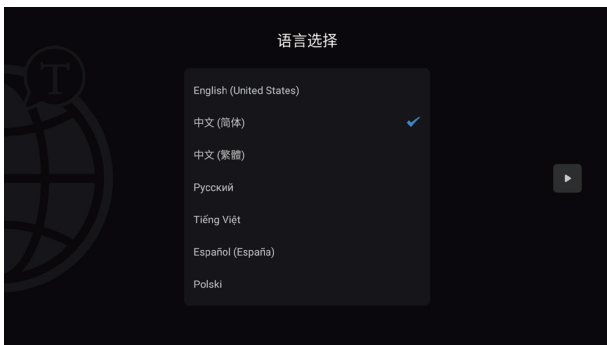 语言选择
English (United States)
中文 (简体)
中文 (繁體)
Русский
Tiếng Việt
Español (España)
Polski
T